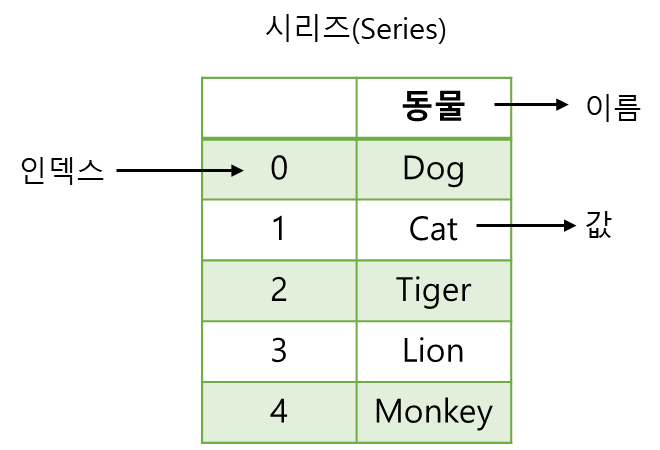 시리즈(Series)
동물 이름
인덱스 0 Dog
1 Cat 값
2 Tiger
3 Lion
4 Monkey